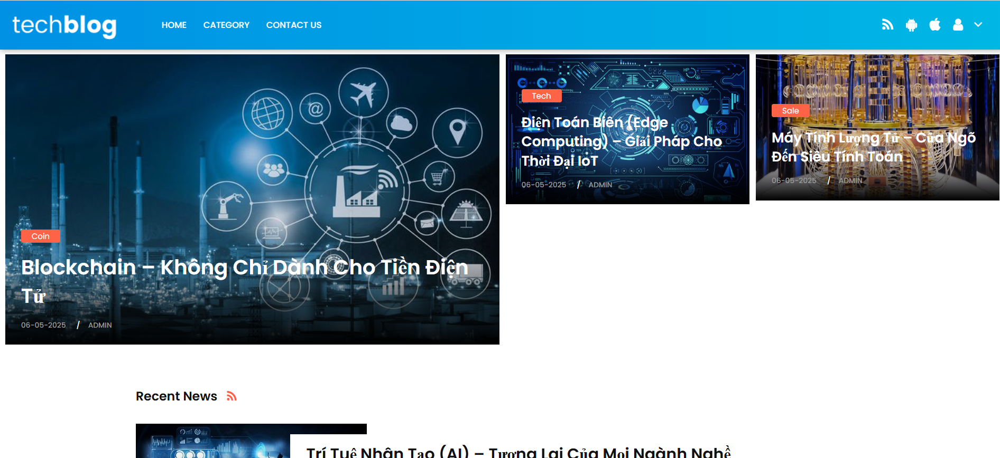 techblog
HOME CATEGORY CONTACT US
Coin
Blockchain – Không Chỉ Dành Cho Tiền Điện
Tử
06-05-2025 / ADMIN
Tech
Điện Toán Biên (Edge
Computing) – Giải Pháp Cho
Thời Đại IoT
06-05-2025 / ADMIN
Sale
Máy Tính Lượng Tử – Cửa Ngõ
Đến Siêu Tính Toán
06-05-2025 / ADMIN
Recent News
Trí Tuệ Nhân Tạo (AI) – Tương Lai Của Mọi Ngành Nghề